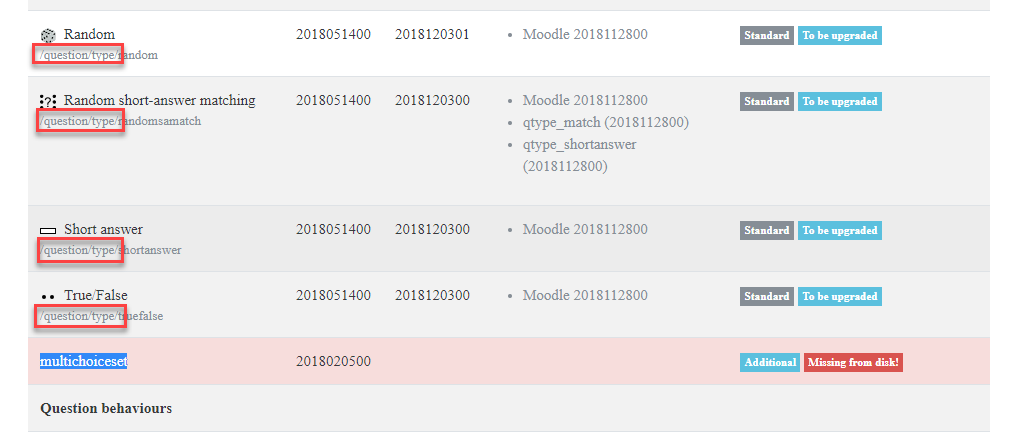 Random 2018051400 2018120301 • Moodle 2018112800 Standard To be upgraded
/question/type/random
Random short-answer matching 2018051400 2018120300 • Moodle 2018112800 Standard To be upgraded
/question/type/randomsamatch • qtype_match (2018112800)
• qtype_shortanswer
(2018112800)
Short answer 2018051400 2018120300 • Moodle 2018112800 Standard To be upgraded
/question/type/shortanswer
True/False 2018051400 2018120300 • Moodle 2018112800 Standard To be upgraded
/question/type/truefalse
multichoiceset 2018020500 Additional Missing from disk!
Question behaviours